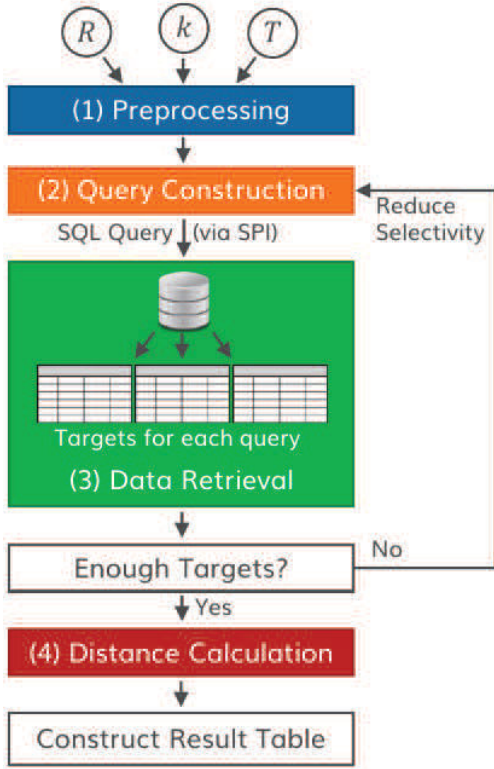 R k T
(1) Preprocessing
(2) Query Construction
SQL Query (via SPI)
Reduce
Selectivity
Targets for each query
(3) Data Retrieval
Enough Targets?
No
Yes
(4) Distance Calculation
Construct Result Table